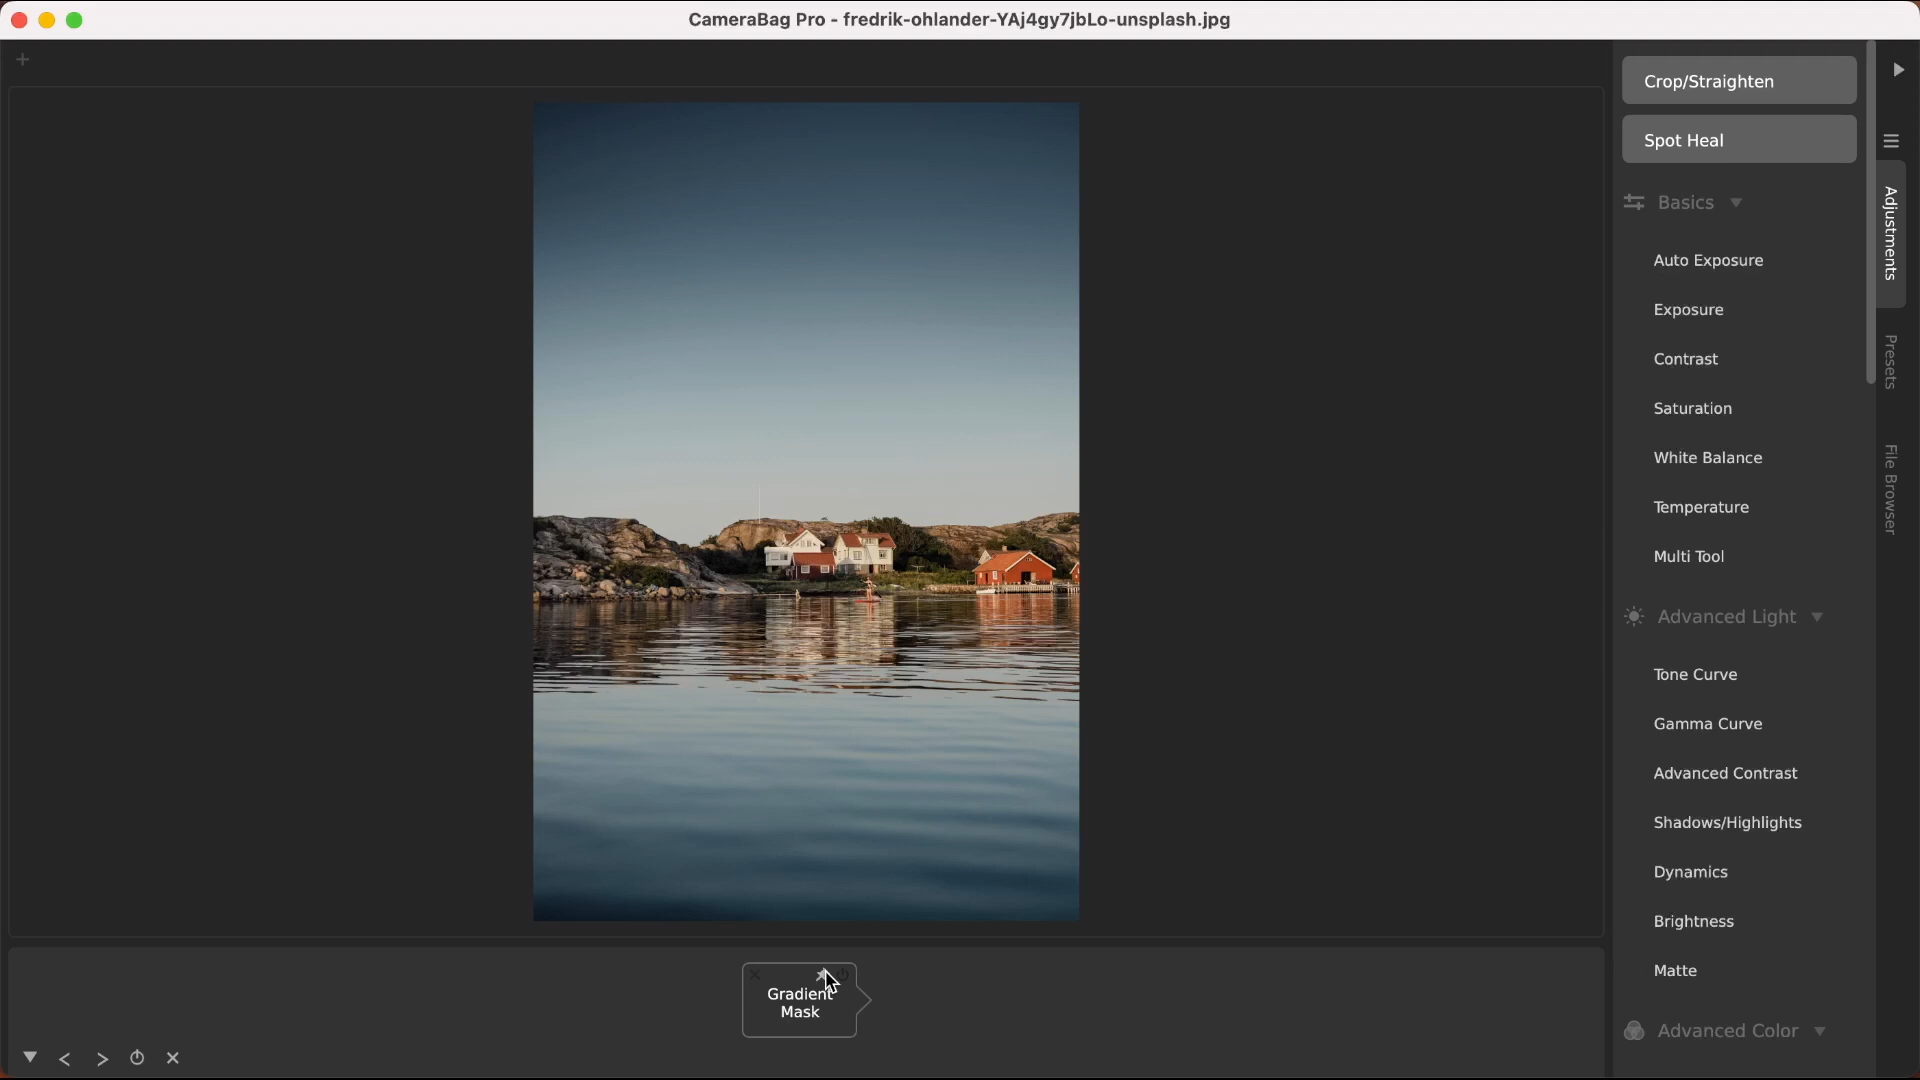 CameraBag Pro - fredrik-ohlander-YAj4gy7jbLo-unsplash.jpg
Crop/Straighten
Spot Heal
Basics
Auto Exposure
Exposure
Contrast
Saturation
White Balance
Temperature
Multi Tool
Advanced Light
Tone Curve
Gamma Curve
Advanced Contrast
Shadows/Highlights
Dynamics
Brightness
Matte
Advanced Color
Adjustments
Presets
File Browser
Gradient
Mask